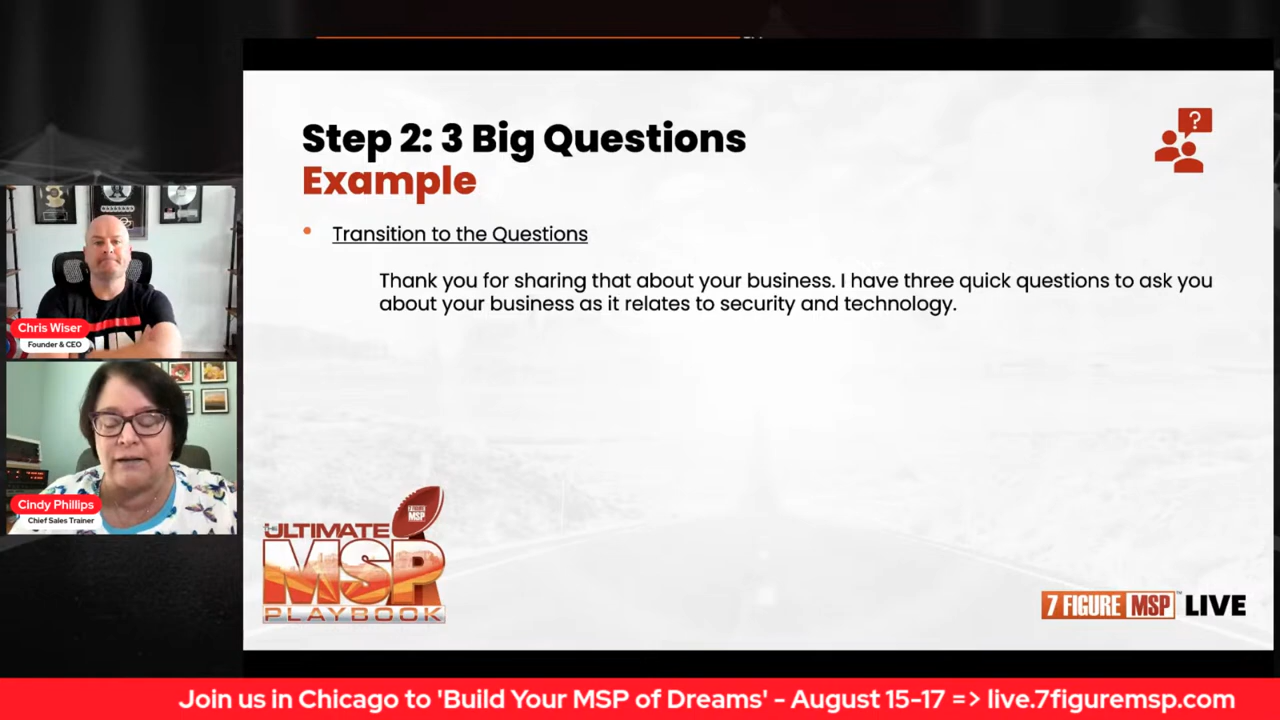 Step 2: 3 Big Questions
Example
Transition to the Questions
Thank you for sharing that about your business. I have three quick questions to ask you
about your business as it relates to security and technology.
Chris Wiser
Founder & CEO
Cindy Phillips
Chief Sales Trainer
THE
ULTIMATE
MSP
PLAYBOOK
7 FIGURE
MSP
7 FIGURE MSP™ LIVE
Join us in Chicago to 'Build Your MSP of Dreams' - August 15-17 => live.7figuremsp.com